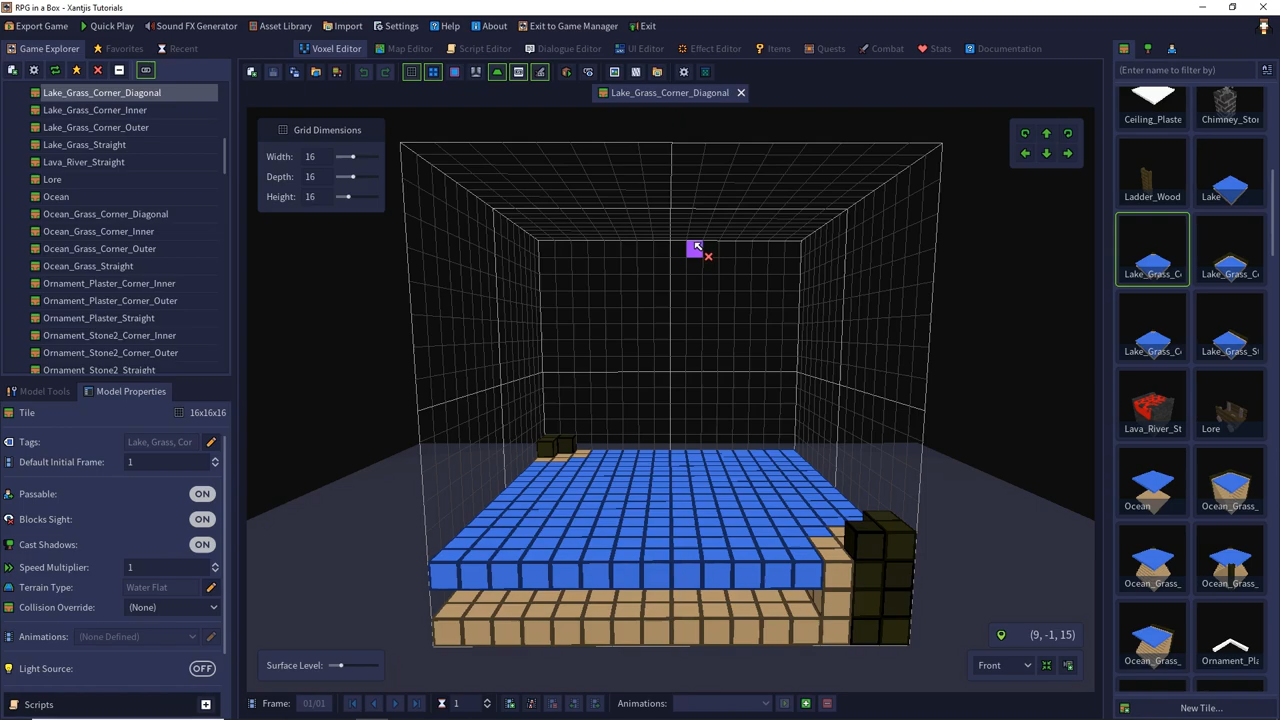 RPG in a Box - Xantjis Tutorials
Export Game Quick Play Sound FX Generator Asset Library Import Settings Help About Exit to Game Manager Exit
Game Explorer Favorites Recent
Voxel Editor Map Editor Script Editor Dialogue Editor UI Editor Effect Editor Items Quests Combat Stats Documentation
(Enter name to filter by)
Lake_Grass_Corner_Diagonal
Lake_Grass_Corner_Diagonal
Lake_Grass_Corner_Inner
Lake_Grass_Corner_Outer
Lake_Grass_Straight
Lava_River_Straight
Lore
Ocean
Ocean_Grass_Corner_Diagonal
Ocean_Grass_Corner_Inner
Ocean_Grass_Corner_Outer
Ocean_Grass_Straight
Ornament_Plaster_Corner_Inner
Ornament_Plaster_Corner_Outer
Ornament_Plaster_Straight
Ornament_Stone2_Corner_Inner
Ornament_Stone2_Corner_Outer
Ornament_Stone2_Straight
Model Tools Model Properties
Tile 16x16x16
Tags: Lake, Grass, Cor
Default Initial Frame: 1
Passable: ON
Blocks Sight: ON
Cast Shadows: ON
Speed Multiplier: 1
Terrain Type: Water Flat
Collision Override: (None)
Animations: (None Defined)
Light Source: OFF
Scripts
Grid Dimensions
Width: 16
Depth: 16
Height: 16
(9, -1, 15)
Surface Level:
Front
Frame: 01/01 1 Animations:
Ceiling_Plaste Chimney_Stor
Ladder_Wood Lake
Lake_Grass_Co Lake_Grass_Co
Lake_Grass_Co Lake_Grass_St
Lava_River_St Lore
Ocean Ocean_Grass_
Ocean_Grass_ Ocean_Grass_
Ocean_Grass_ Ornament_Pla
New Tile...